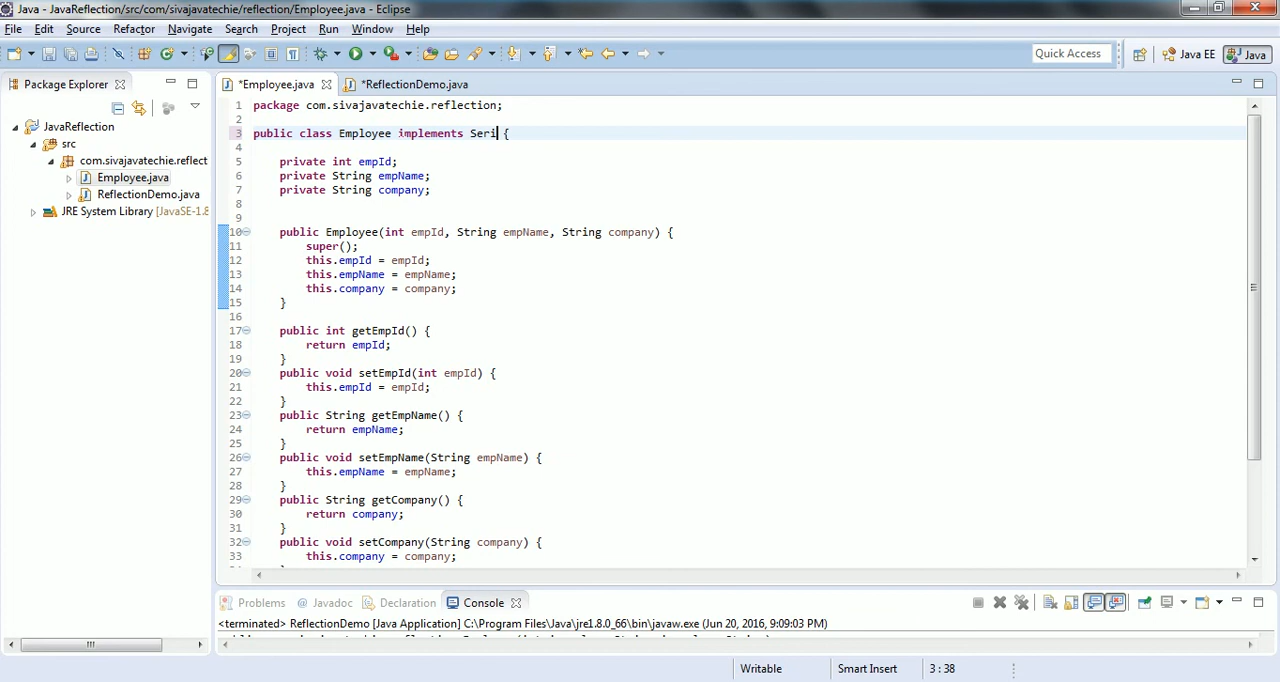 Java - JavaReflection/src/com/sivajavatechie/reflection/Employee.java - Eclipse
File Edit Source Refactor Navigate Search Project Run Window Help
Quick Access Java EE Java
Package Explorer
*Employee.java *ReflectionDemo.java
JavaReflection
src
com.sivajavatechie.reflect
Employee.java
ReflectionDemo.java
JRE System Library [JavaSE-1.8
1 package com.sivajavatechie.reflection;
2
3 public class Employee implements Seri {
4
5 private int empId;
6 private String empName;
7 private String company;
8
9
10 public Employee(int empId, String empName, String company) {
11 super();
12 this.empId = empId;
13 this.empName = empName;
14 this.company = company;
15 }
16
17 public int getEmpId() {
18 return empId;
19 }
20 public void setEmpId(int empId) {
21 this.empId = empId;
22 }
23 public String getEmpName() {
24 return empName;
25 }
26 public void setEmpName(String empName) {
27 this.empName = empName;
28 }
29 public String getCompany() {
30 return company;
31 }
32 public void setCompany(String company) {
33 this.company = company;
Problems Javadoc Declaration Console
<terminated> ReflectionDemo [Java Application] C:\Program Files\Java\jre1.8.0_66\bin\javaw.exe (Jun 20, 2016, 9:09:03 PM)
Writable Smart Insert 3 : 38